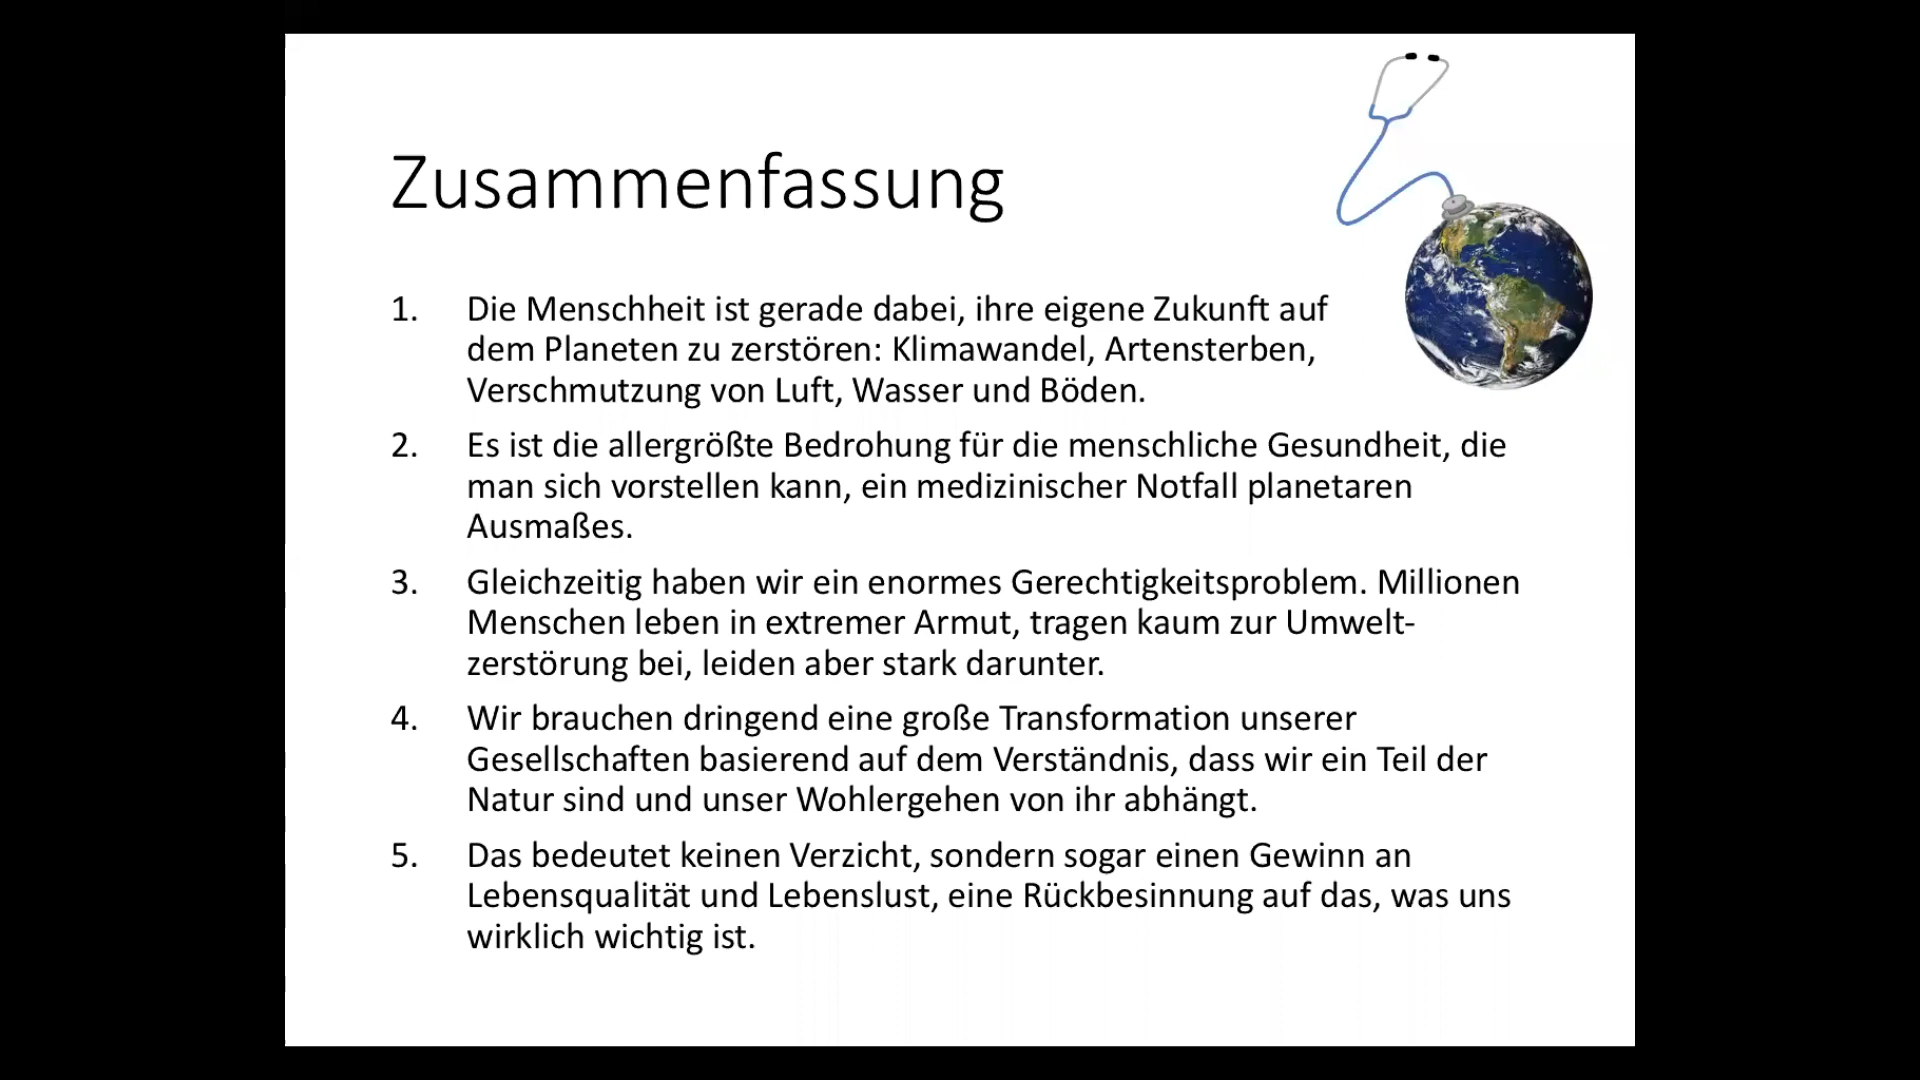 Zusammenfassung
1. Die Menschheit ist gerade dabei, ihre eigene Zukunft auf
dem Planeten zu zerstören: Klimawandel, Artensterben,
Verschmutzung von Luft, Wasser und Böden.
2. Es ist die allergrößte Bedrohung für die menschliche Gesundheit, die
man sich vorstellen kann, ein medizinischer Notfall planetaren
Ausmaßes.
3. Gleichzeitig haben wir ein enormes Gerechtigkeitsproblem. Millionen
Menschen leben in extremer Armut, tragen kaum zur Umwelt-
zerstörung bei, leiden aber stark darunter.
4. Wir brauchen dringend eine große Transformation unserer
Gesellschaften basierend auf dem Verständnis, dass wir ein Teil der
Natur sind und unser Wohlergehen von ihr abhängt.
5. Das bedeutet keinen Verzicht, sondern sogar einen Gewinn an
Lebensqualität und Lebenslust, eine Rückbesinnung auf das, was uns
wirklich wichtig ist.